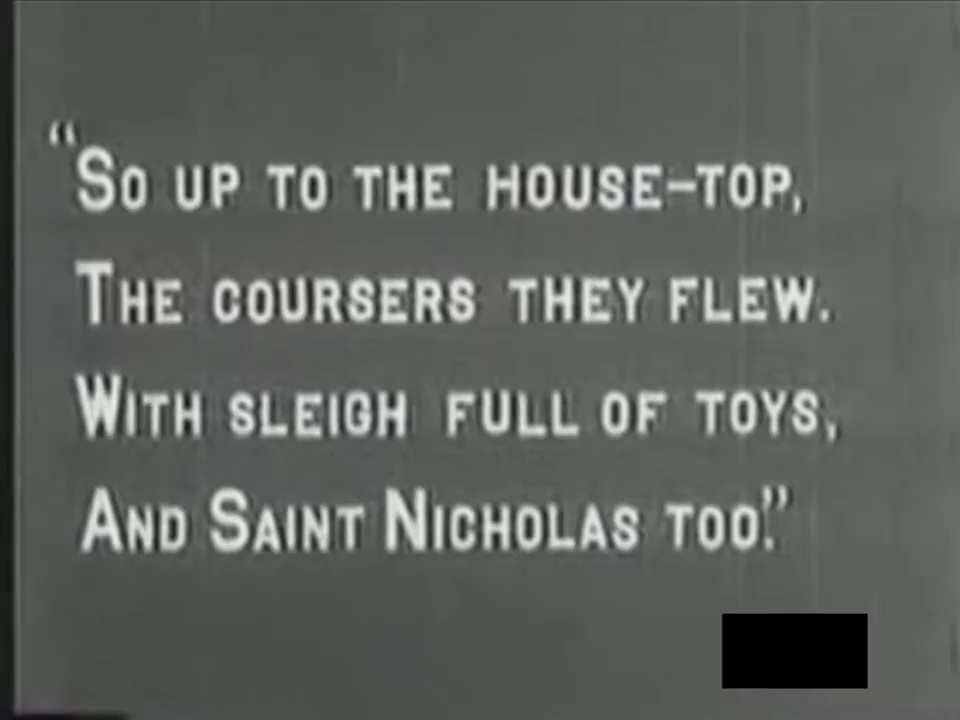 “So up to the house-top,
The coursers they flew.
With sleigh full of toys,
And Saint Nicholas too.”